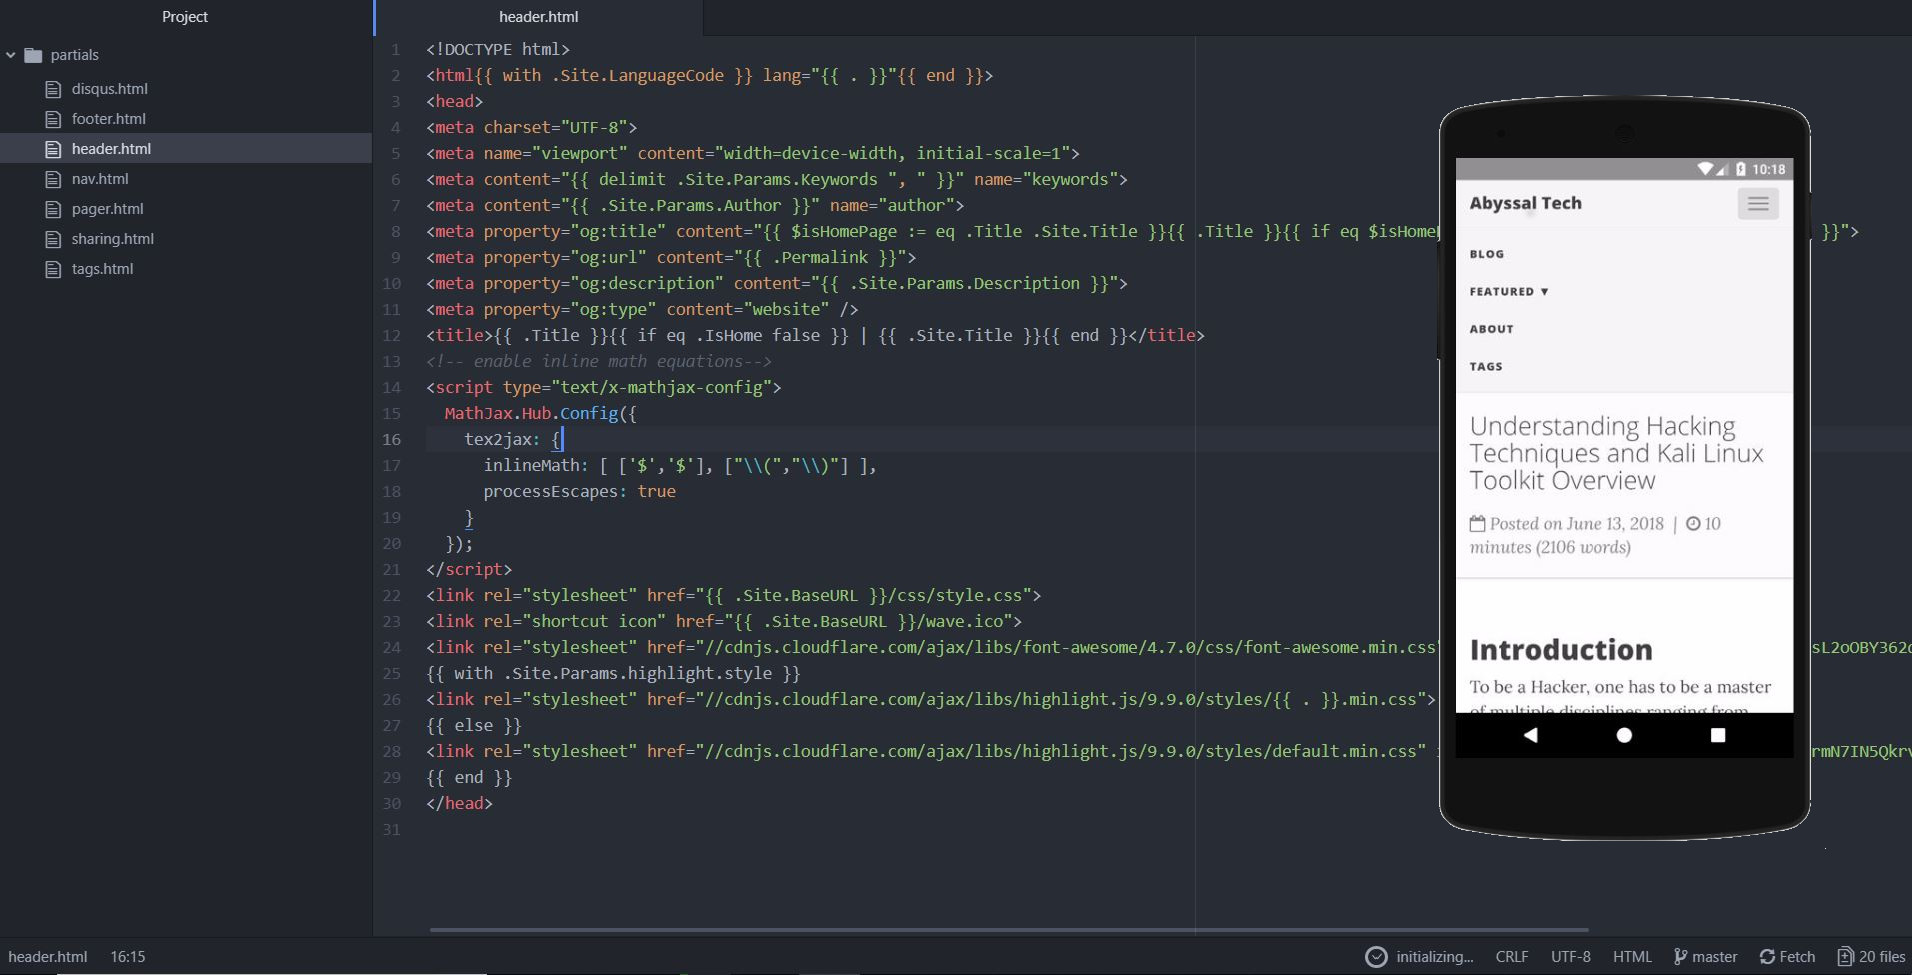 Project
header.html
partials
disqus.html
footer.html
header.html
nav.html
pager.html
sharing.html
tags.html
1 <!DOCTYPE html>
2 <html{{ with .Site.LanguageCode }} lang="{{ . }}"{{ end }}>
3 <head>
4 <meta charset="UTF-8">
5 <meta name="viewport" content="width=device-width, initial-scale=1">
6 <meta content="{{ delimit .Site.Params.Keywords ", " }}" name="keywords">
7 <meta content="{{ .Site.Params.Author }}" name="author">
8 <meta property="og:title" content="{{ $isHomePage := eq .Title .Site.Title }}{{ .Title }}{{ if eq $isHome }}">
9 <meta property="og:url" content="{{ .Permalink }}">
10 <meta property="og:description" content="{{ .Site.Params.Description }}">
11 <meta property="og:type" content="website" />
12 <title>{{ .Title }}{{ if eq .IsHome false }} | {{ .Site.Title }}{{ end }}</title>
13 <!-- enable inline math equations-->
14 <script type="text/x-mathjax-config">
15 MathJax.Hub.Config({
16 tex2jax: {
17 inlineMath: [ ['$','$'], ["\\(","\\)"] ],
18 processEscapes: true
19 }
20 });
21 </script>
22 <link rel="stylesheet" href="{{ .Site.BaseURL }}/css/style.css">
23 <link rel="shortcut icon" href="{{ .Site.BaseURL }}/wave.ico">
24 <link rel="stylesheet" href="//cdnjs.cloudflare.com/ajax/libs/font-awesome/4.7.0/css/font-awesome.min.css" sL2oOBY362
25 {{ with .Site.Params.highlight.style }}
26 <link rel="stylesheet" href="//cdnjs.cloudflare.com/ajax/libs/highlight.js/9.9.0/styles/{{ . }}.min.css">
27 {{ else }}
28 <link rel="stylesheet" href="//cdnjs.cloudflare.com/ajax/libs/highlight.js/9.9.0/styles/default.min.css" rmN7IN5Qkr
29 {{ end }}
30 </head>
31
10:18
Abyssal Tech
BLOG
FEATURED ▼
ABOUT
TAGS
Understanding Hacking
Techniques and Kali Linux
Toolkit Overview
Posted on June 13, 2018 | 10
minutes (2106 words)
Introduction
To be a Hacker, one has to be a master
of multiple disciplines ranging from
header.html 16:15 initializing... CRLF UTF-8 HTML master Fetch 20 files